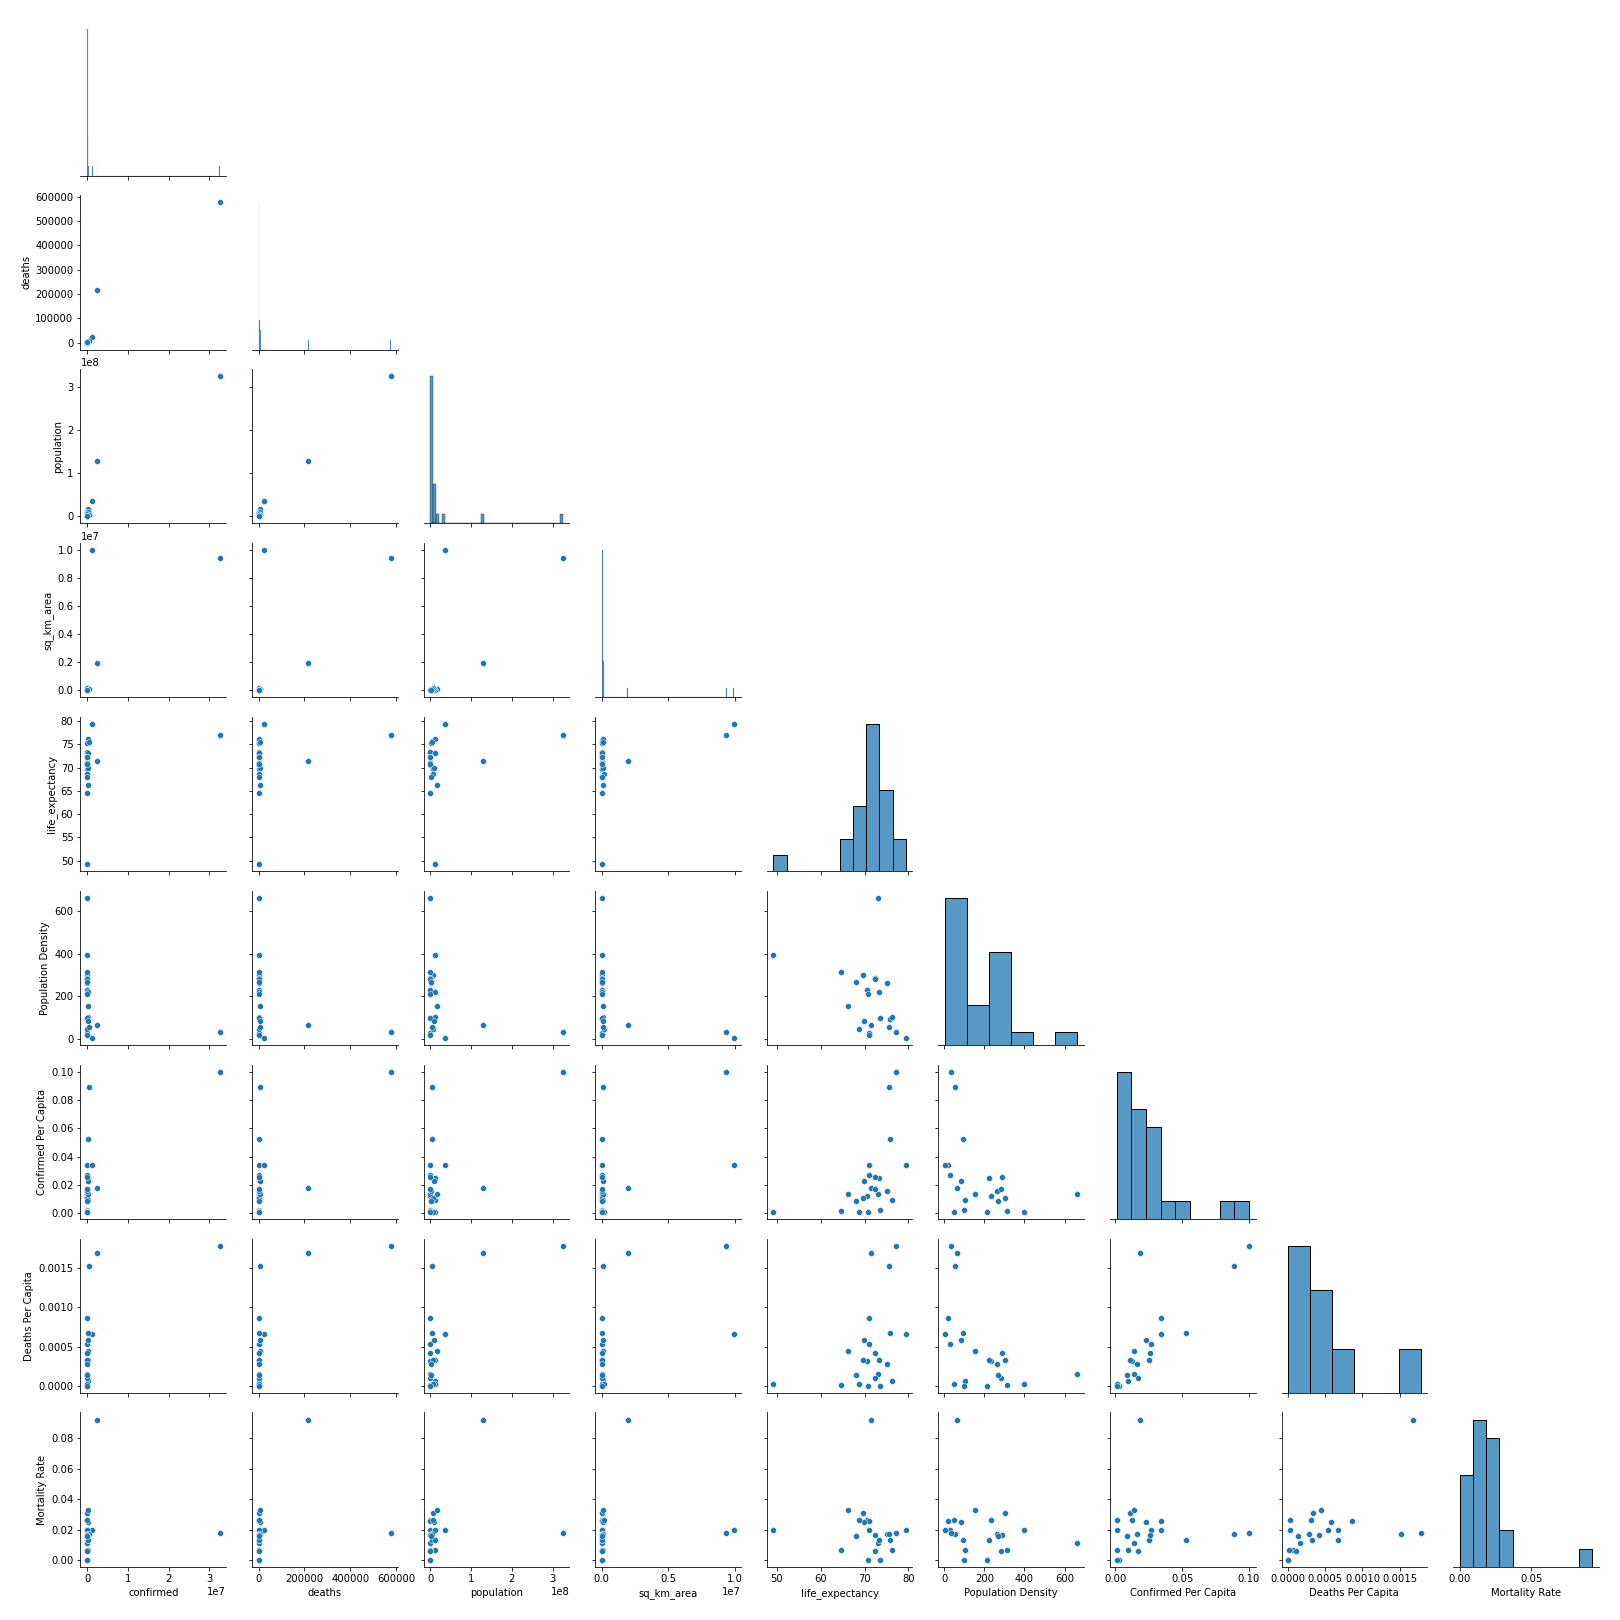 600000
500000
400000
300000
200000
100000
0
deaths
1e8
3
2
1
0
population
1e7
1.0
0.8
0.6
0.4
0.2
0.0
sq_km_area
80
75
70
65
60
55
50
life_expectancy
600
400
200
0
Population Density
0.10
0.08
0.06
0.04
0.02
0.00
Confirmed Per Capita
0.0015
0.0010
0.0005
0.0000
Deaths Per Capita
0.08
0.06
0.04
0.02
0.00
Mortality Rate
0 1 2 3
1e7
confirmed
0 200000 400000 600000
deaths
0 1 2 3
1e8
population
0.0 0.5 1.0
1e7
sq_km_area
50 60 70 80
life_expectancy
0 200 400 600
Population Density
0.00 0.05 0.10
Confirmed Per Capita
0.0000 0.0005 0.0010 0.0015
Deaths Per Capita
0.00 0.05
Mortality Rate